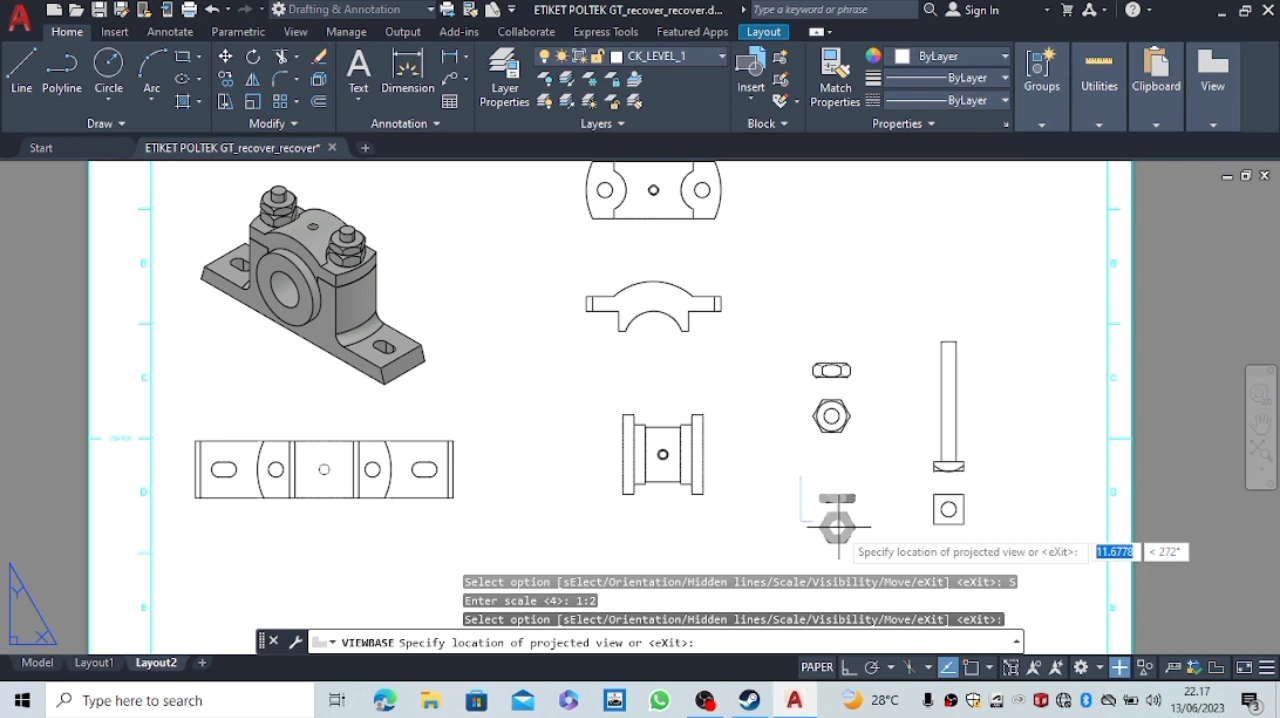 Drafting & Annotation
ETIKET POLTEK GT_recover_recover.d...
Type a keyword or phrase
Sign In
Home
Insert
Annotate
Parametric
View
Manage
Output
Add-ins
Collaborate
Express Tools
Featured Apps
Layout
CK_LEVEL_1
ByLayer
ByLayer
ByLayer
Line
Polyline
Circle
Arc
Text
Dimension
Layer
Properties
Insert
Match
Properties
Groups
Utilities
Clipboard
View
Draw
Modify
Annotation
Layers
Block
Properties
Start
ETIKET POLTEK GT_recover_recover*
B
B
C
C
D
D
E
E
Specify location of projected view or <eXit>:
11.6778
< 272°
Select option [sElect/Orientation/Hidden lines/Scale/Visibility/Move/eXit] <eXit>: S
Enter scale <4>: 1:2
Select option [sElect/Orientation/Hidden lines/Scale/Visibility/Move/eXit] <eXit>:
VIEWBASE Specify location of projected view or <eXit>:
Y
X
Model
Layout1
Layout2
PAPER
Type here to search
28°C
22.17
13/06/2023